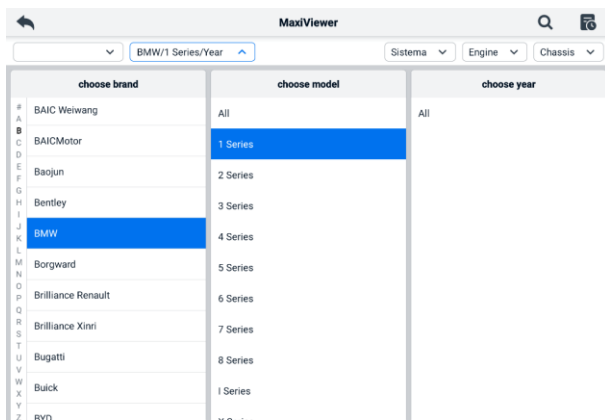 MaxiViewer
BMW/1 Series/Year
Sistema
Engine
Chassis
choose brand
choose model
choose year
#
A
B
C
D
E
F
G
H
I
J
K
L
M
N
O
P
Q
R
S
T
U
V
W
X
Y
Z
BAIC Weiwang
BAICMotor
Baojun
Bentley
BMW
Borgward
Brilliance Renault
Brilliance Xinri
Bugatti
Buick
BYD
All
1 Series
2 Series
3 Series
4 Series
5 Series
6 Series
7 Series
8 Series
I Series
X Series
All